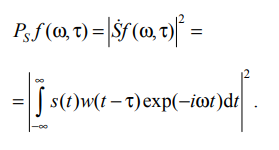 P_S f(ω,τ) = |Ṡf(ω,τ)|² =
= |∫_{-∞}^{∞} s(t)w(t − τ)exp(−iωt)dt|² .